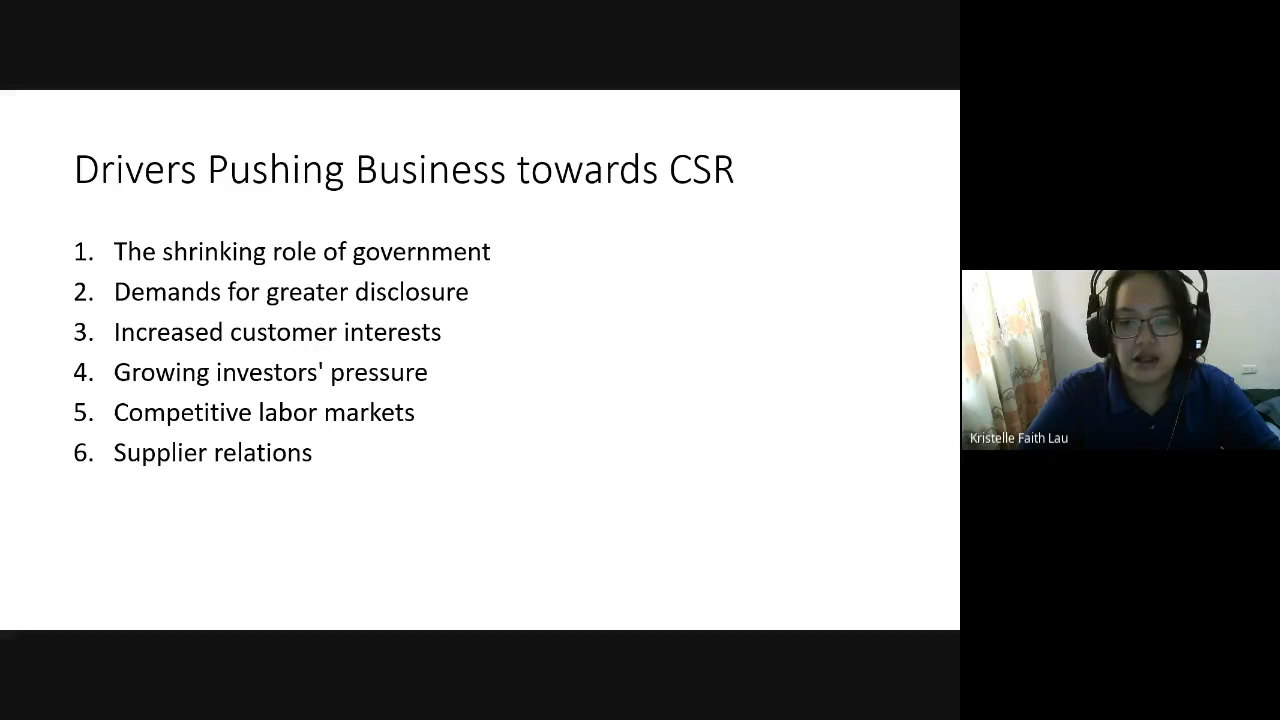 Drivers Pushing Business towards CSR
1. The shrinking role of government
2. Demands for greater disclosure
3. Increased customer interests
4. Growing investors' pressure
5. Competitive labor markets
6. Supplier relations
Kristelle Faith Lau